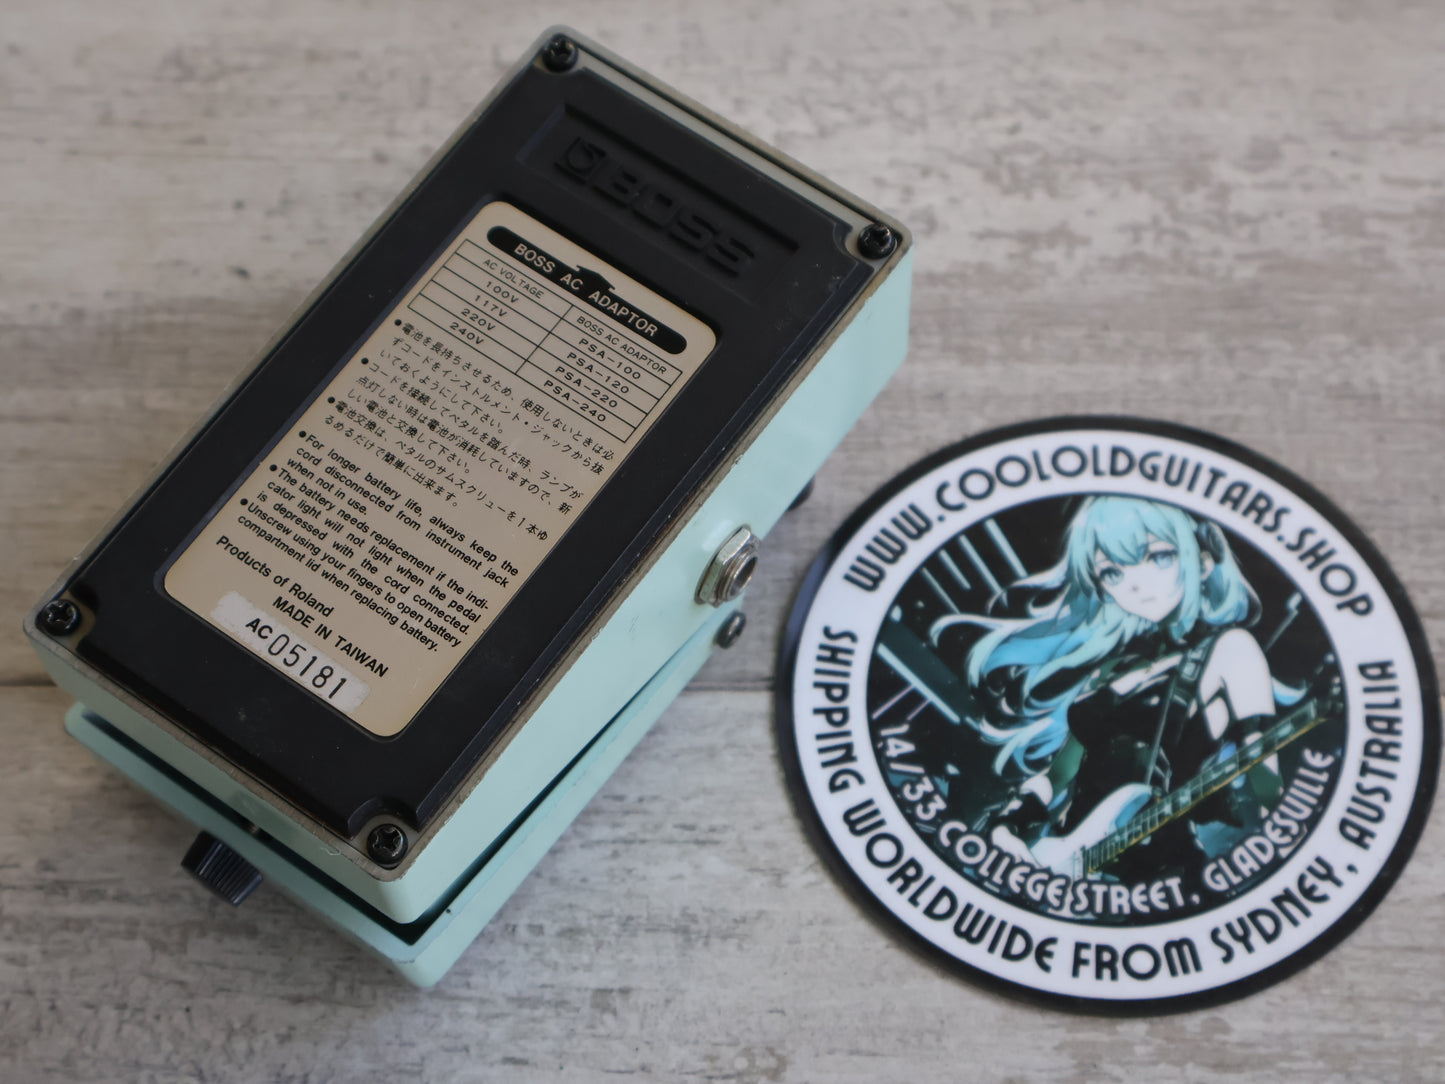 BOSS
BOSS AC ADAPTOR
AC VOLTAGE BOSS AC ADAPTOR
100V PSA-100
117V PSA-120
220V PSA-220
240V PSA-240
●電池を長持ちさせるため、使用しないときは必
ずコードをインストルメント・ジャックから抜
いておくようにして下さい。
●コードを接続してペタルを踏んだ時、ランプが
点灯しない時は電池が消耗していますので、新
しい電池と交換して下さい。
●電池交換は、ペタルのサムスクリューを1本ゆ
るめるだけで簡単に出来ます。
●For longer battery life, always keep the
cord disconnected from instrument jack
when not in use.
●The battery needs replacement if the indi-
cator light will not light when the pedal
is depressed with the cord connected.
●Unscrew using your fingers to open battery
compartment lid when replacing battery.
Products of Roland
MADE IN TAIWAN
AC05181
WWW.COOLOLDGUITARS.SHOP
14/33 COLLEGE STREET, GLADESVILLE
SHIPPING WORLDWIDE FROM SYDNEY, AUSTRALIA